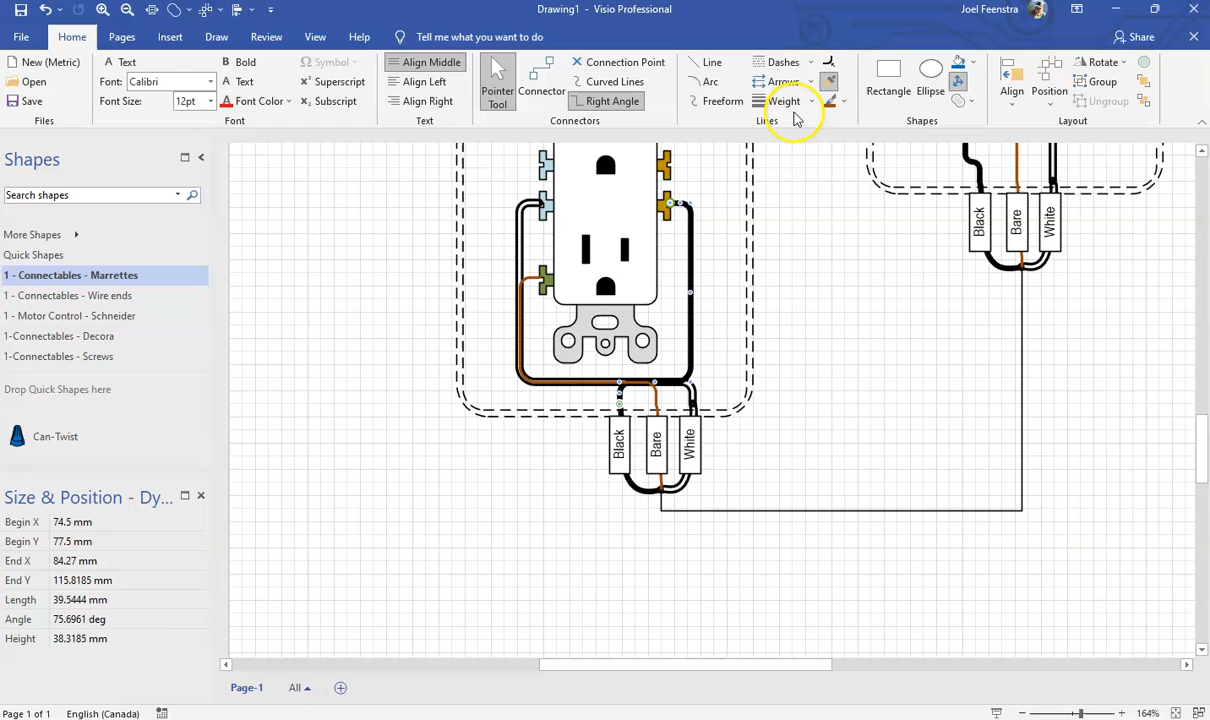 Drawing1 - Visio Professional
Joel Feenstra
File
Home
Pages
Insert
Draw
Review
View
Help
Tell me what you want to do
Share
New (Metric)
Open
Save
Files
Text
Font:
Calibri
Font Size:
12pt
Bold
Text
Font Color
Symbol
Superscript
Subscript
Font
Align Middle
Align Left
Align Right
Text
Pointer
Tool
Connector
Connection Point
Curved Lines
Right Angle
Connectors
Line
Arc
Freeform
Dashes
Arrows
Weight
Lines
Rectangle
Ellipse
Shapes
Align
Position
Rotate
Group
Ungroup
Layout
Shapes
Search shapes
More Shapes
Quick Shapes
1 - Connectables - Marrettes
1 - Connectables - Wire ends
1 - Motor Control - Schneider
1-Connectables - Decora
1-Connectables - Screws
Drop Quick Shapes here
Can-Twist
Size & Position - Dy...
Begin X 74.5 mm
Begin Y 77.5 mm
End X 84.27 mm
End Y 115.8185 mm
Length 39.5444 mm
Angle 75.6961 deg
Height 38.3185 mm
Black
Bare
White
Black
Bare
White
Page-1
All
Page 1 of 1
English (Canada)
164%